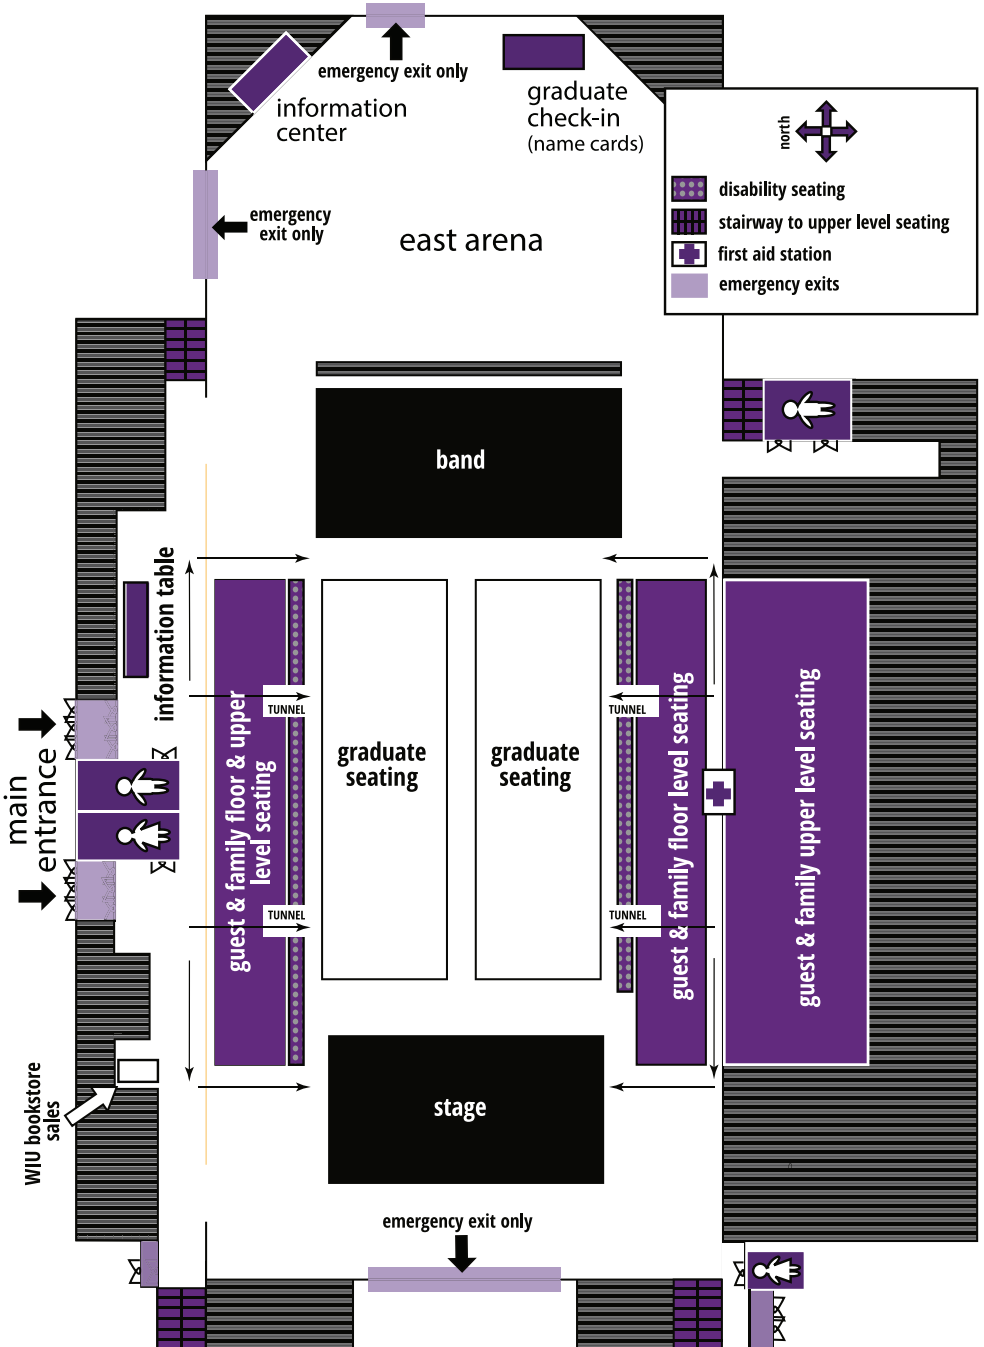 emergency exit only
information
center
graduate
check-in
(name cards)
north
disability seating
stairway to upper level seating
first aid station
emergency exits
emergency
exit only
east arena
band
information table
main
entrance
WIU bookstore
sales
guest & family floor & upper
level seating
TUNNEL
TUNNEL
graduate
seating
graduate
seating
TUNNEL
TUNNEL
guest & family floor level seating
guest & family upper level seating
stage
emergency exit only